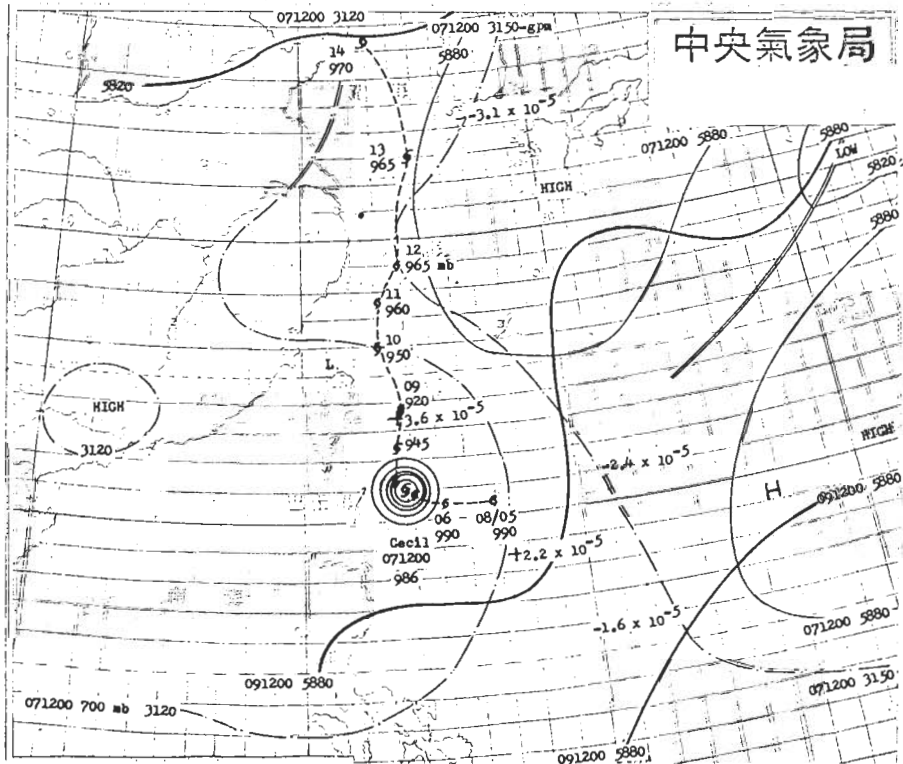 071200 3120
071200 3150-gpm
中央氣象局
5880
14
970
5820
-3.1 x 10-5
13
965
071200 5880
5880
LOW
HIGH
5820
5880
12
965 mb
11
960
10
950
L
09
920
HIGH
3.6 x 10-5
3120
945
HIGH
-2.4 x 10-5
H
091200 5880
06
990
08/05
990
Cecil
071200
986
+2.2 x 10-5
-1.6 x 10-5
071200 5880
091200 5880
071200 3150
071200 700 mb 3120
091200 5880